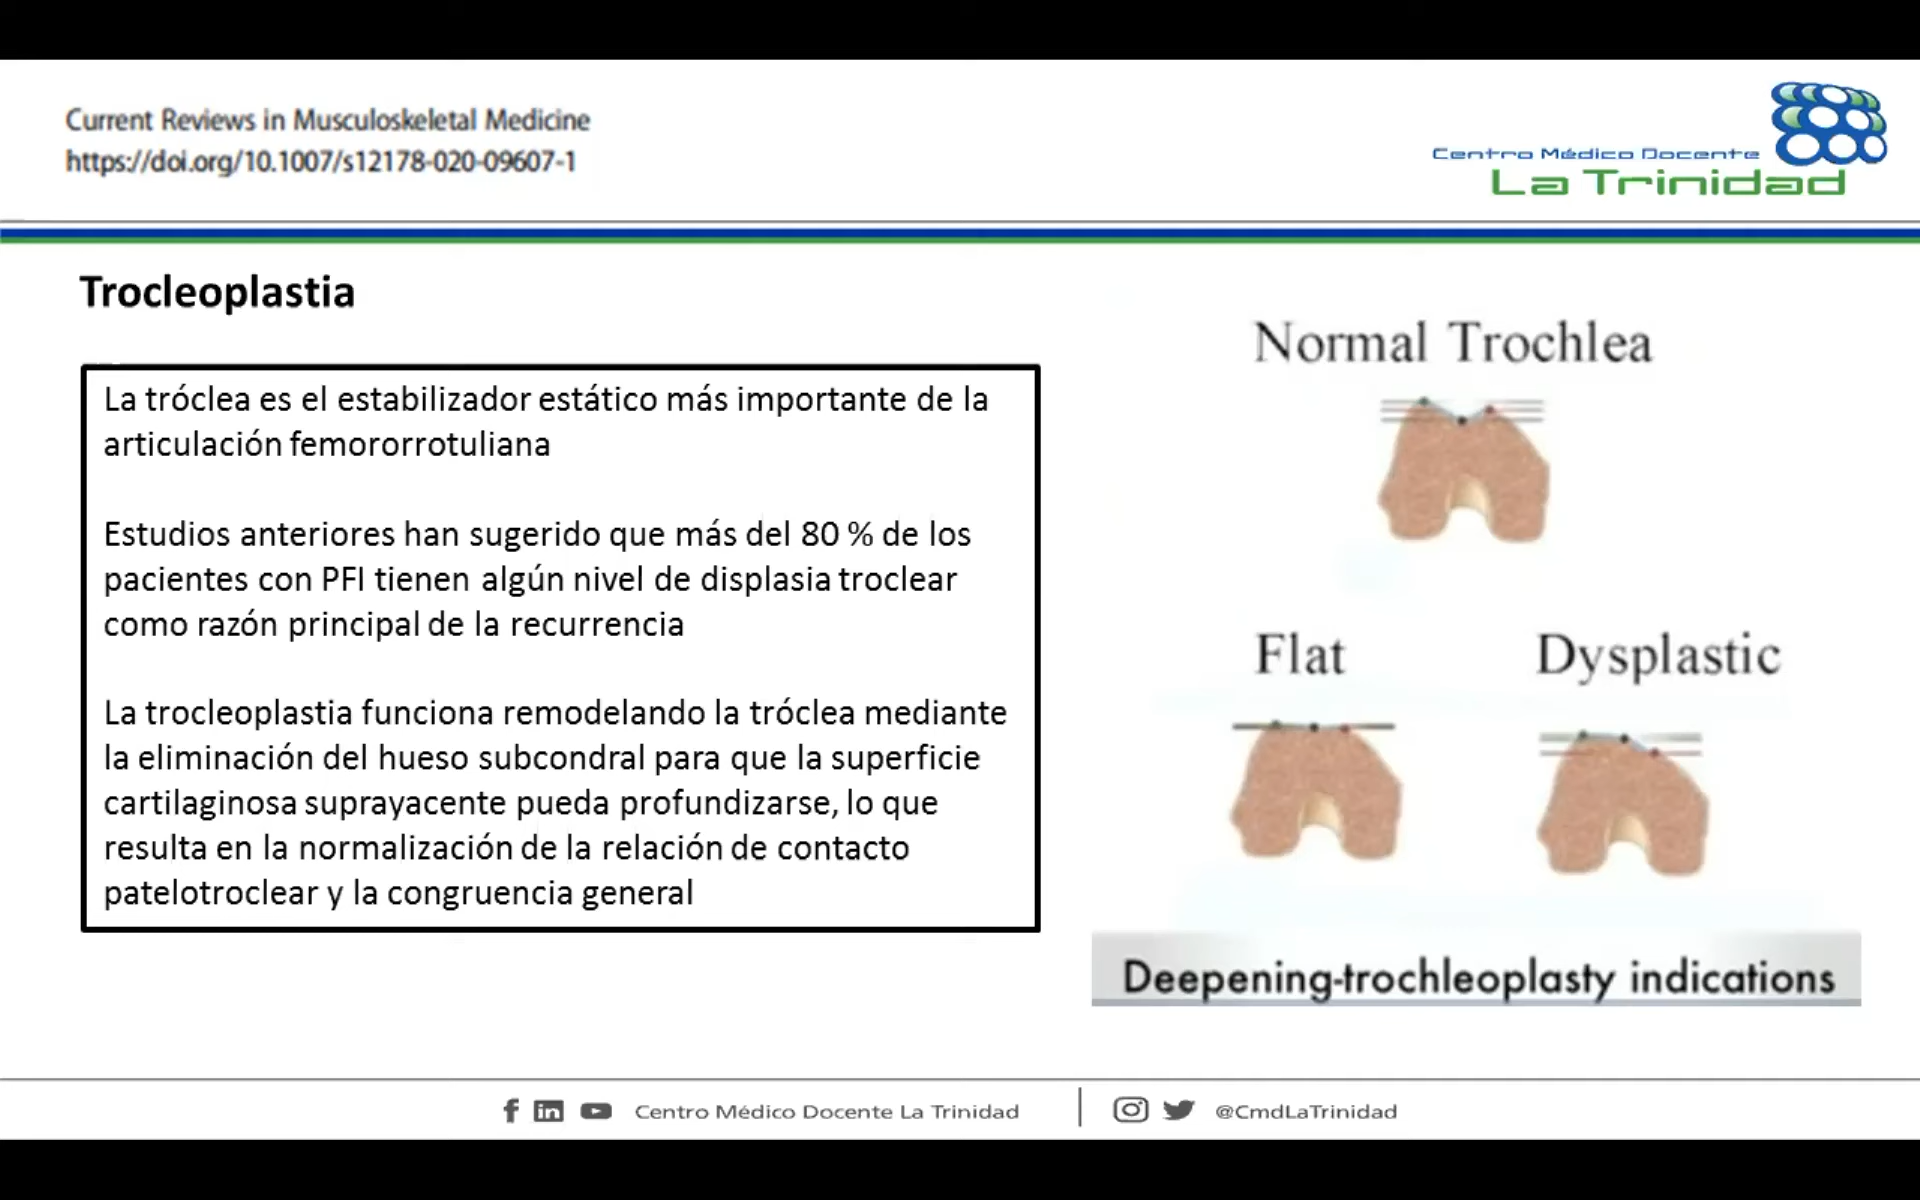 Current Reviews in Musculoskeletal Medicine
https://doi.org/10.1007/s12178-020-09607-1
Centro Médico Docente
La Trinidad
Trocleoplastia
La tróclea es el estabilizador estático más importante de la
articulación femororrotuliana
Estudios anteriores han sugerido que más del 80 % de los
pacientes con PFI tienen algún nivel de displasia troclear
como razón principal de la recurrencia
La trocleoplastia funciona remodelando la tróclea mediante
la eliminación del hueso subcondral para que la superficie
cartilaginosa suprayacente pueda profundizarse, lo que
resulta en la normalización de la relación de contacto
patelotroclear y la congruencia general
Normal Trochlea
Flat
Dysplastic
Deepening-trochleoplasty indications
Centro Médico Docente La Trinidad
@CmdLaTrinidad